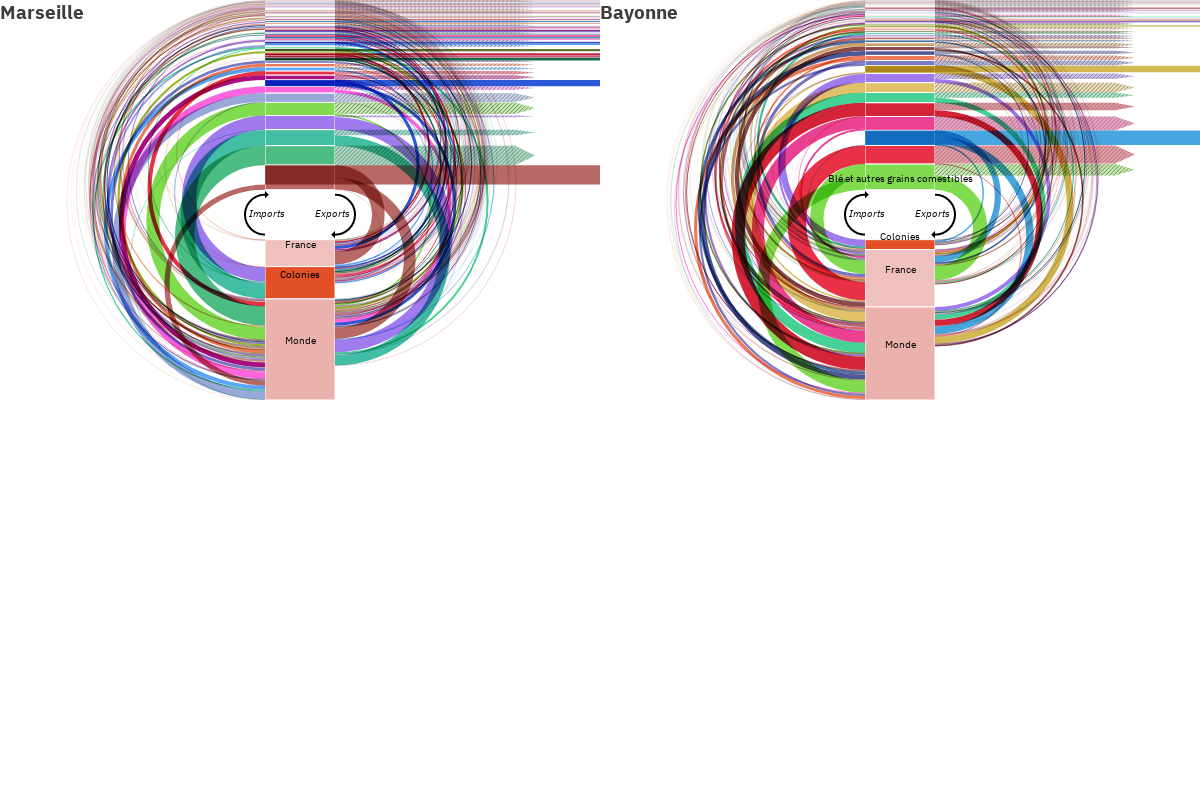 Marseille
Imports
Exports
France
Colonies
Monde
Bayonne
Blé et autres grains comestibles
Imports
Exports
Colonies
France
Monde